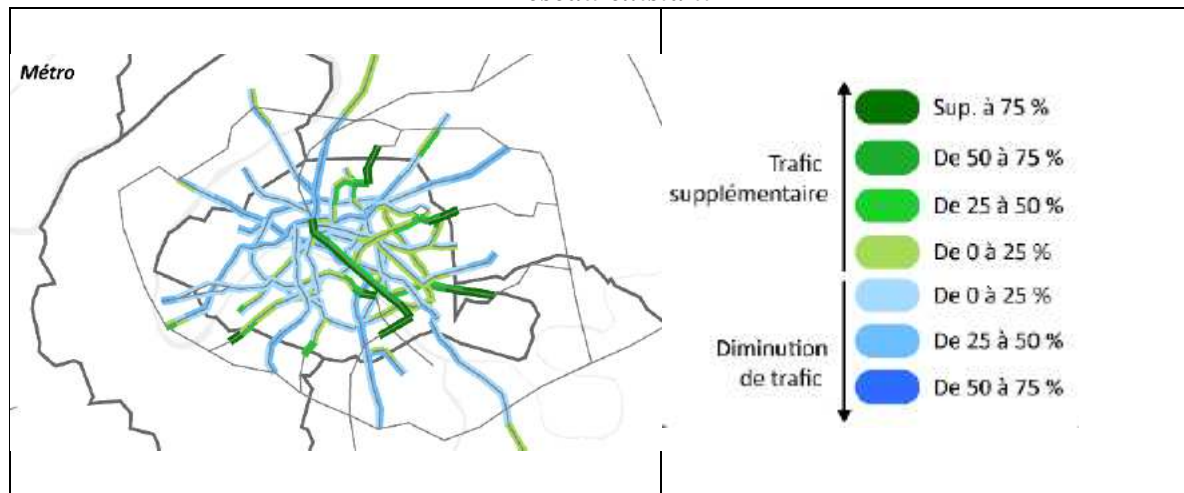 Métro
Sup. à 75 %
De 50 à 75 %
Trafic
supplémentaire
De 25 à 50 %
De 0 à 25 %
De 0 à 25 %
De 25 à 50 %
Diminution
de trafic
De 50 à 75 %